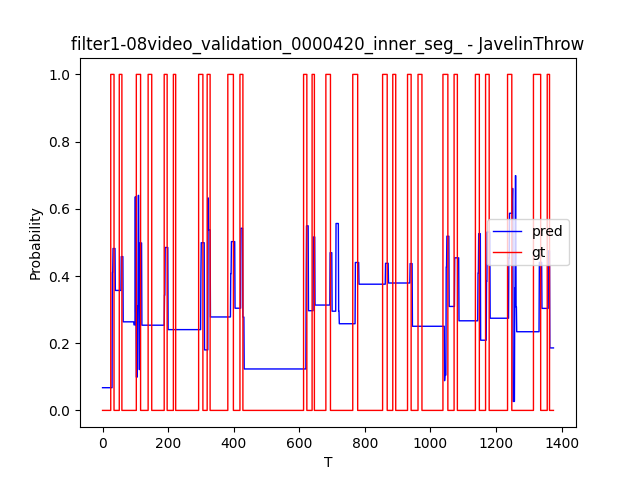 filter1-08video_validation_0000420_inner_seg_ - JavelinThrow
1.0
0.8
0.6
0.4
0.2
0.0
Probability
pred
gt
0 200 400 600 800 1000 1200 1400
T